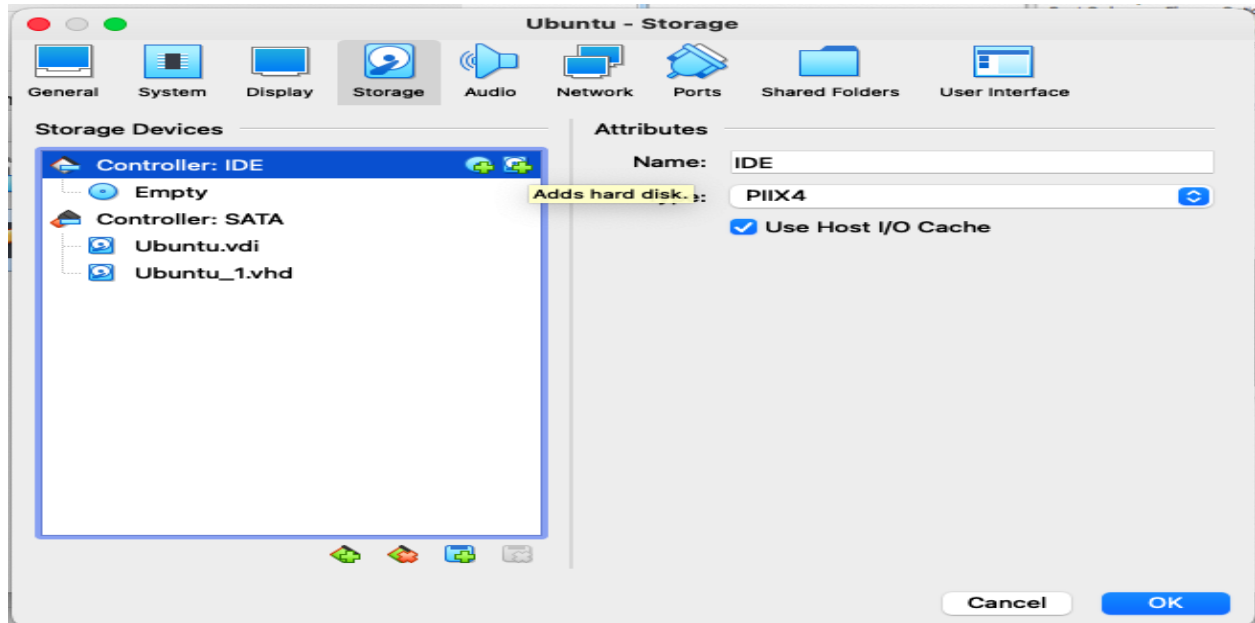 Ubuntu - Storage
General System Display Storage Audio Network Ports Shared Folders User Interface
Storage Devices
Attributes
Controller: IDE
Name: IDE
Empty
Adds hard disk.
PIIX4
Controller: SATA
Use Host I/O Cache
Ubuntu.vdi
Ubuntu_1.vhd
Cancel OK